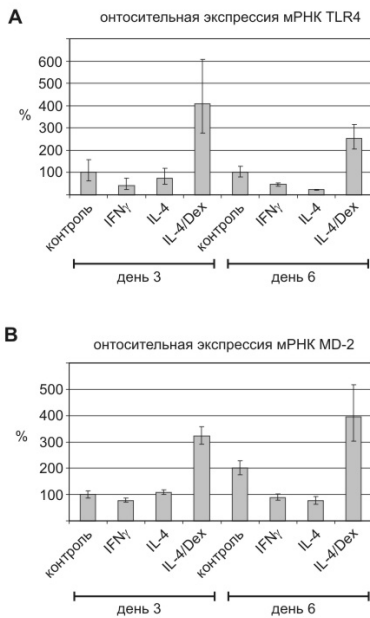 A
онтосительная экспрессия мРНК TLR4
%
600
500
400
300
200
100
контроль
IFNγ
IL-4
IL-4/Dex
контроль
IFNγ
IL-4
IL-4/Dex
день 3
день 6
B
онтосительная экспрессия мРНК MD-2
%
500
400
300
200
100
контроль
IFNγ
IL-4
IL-4/Dex
контроль
IFNγ
IL-4
IL-4/Dex
день 3
день 6